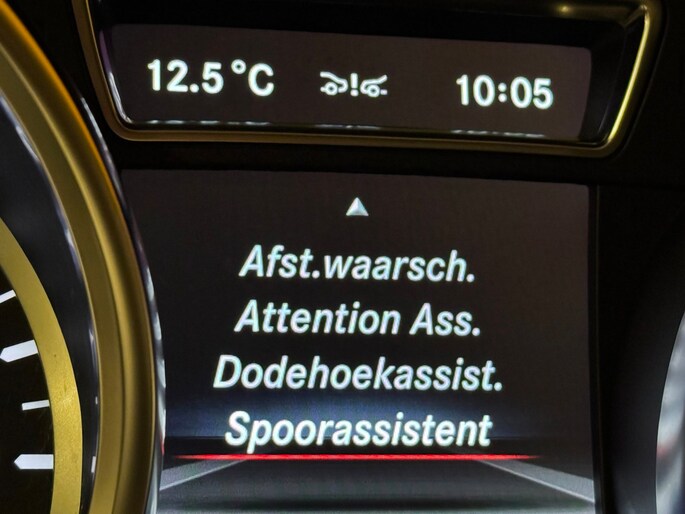 12.5°C 10:05
Afst.waarsch.
Attention Ass.
Dodehoekassist.
Spoorassistent